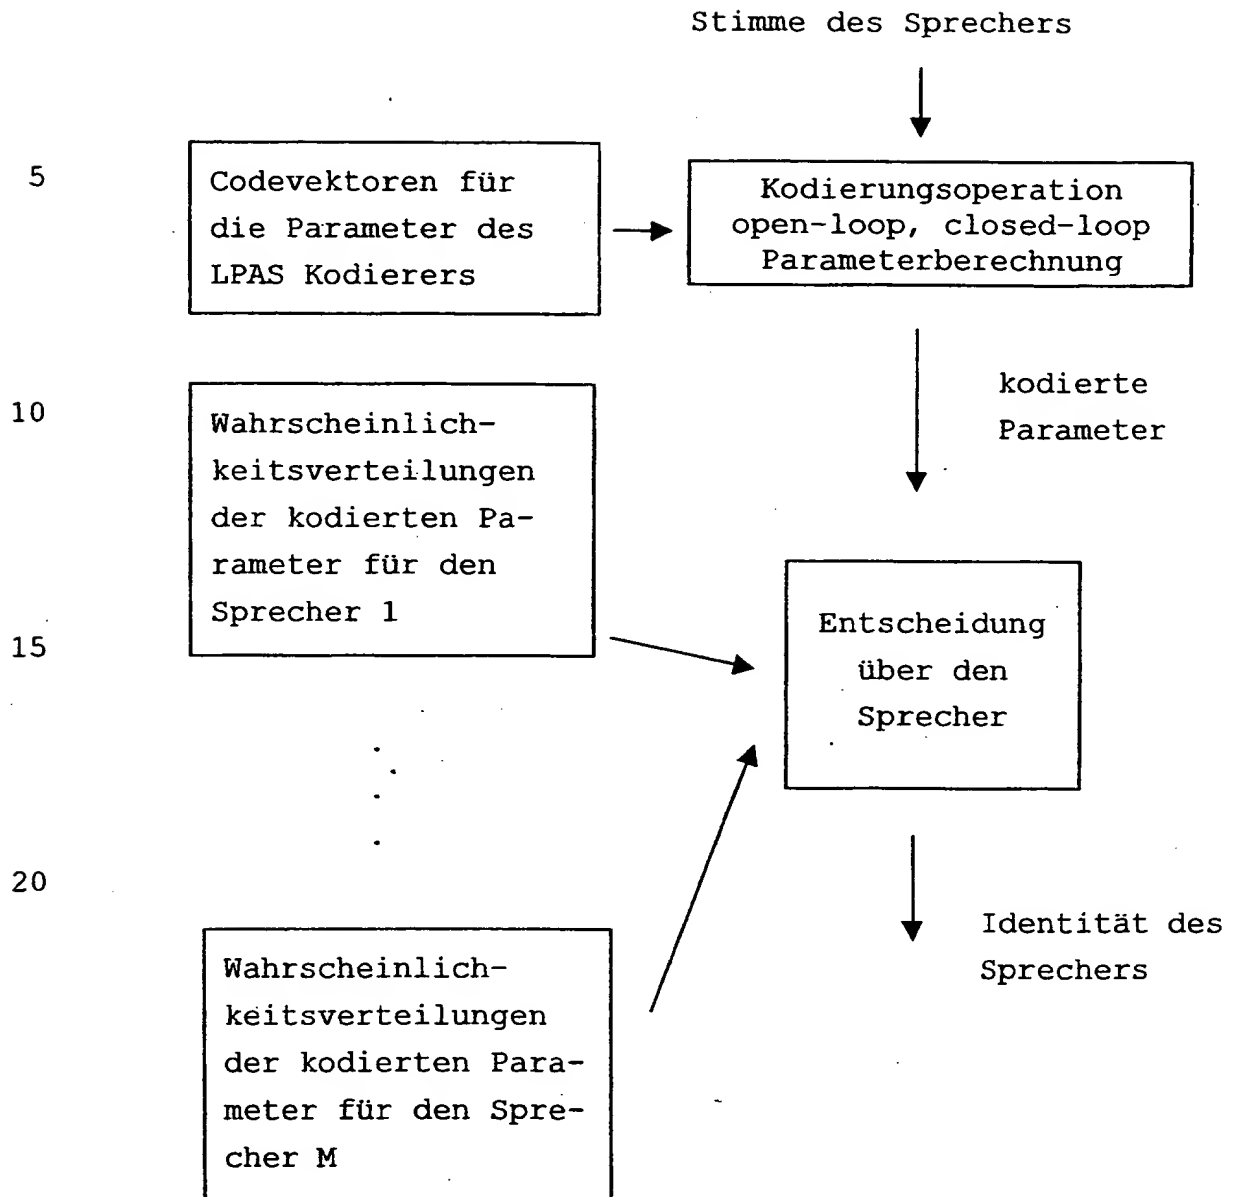 Stimme des Sprechers
5
Codevektoren für
die Parameter des
LPAS Kodierers
Kodierungsoperation
open-loop, closed-loop
Parameterberechnung
10
kodierte
Parameter
Wahrscheinlich-
keitsverteilungen
der kodierten Pa-
rameter für den
Sprecher 1
15
Entscheidung
über den
Sprecher
20
Identität des
Sprechers
Wahrscheinlich-
keitsverteilungen
der kodierten Para-
meter für den Spre-
cher M